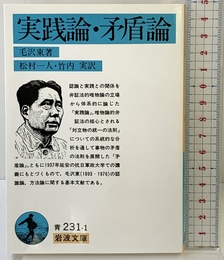 実践論・矛盾論
毛沢東著
松村一人・竹内 実訳
認識と実践との関係を
弁証法的唯物論の立場
から体系的に論じた
『実践論』、唯物論的弁
証法の核心とされる
「対立物の統一の法則」
についての系統的な分
析を通して事物の矛盾
の法則を展開した『矛
盾論』。ともに1937年延安の抗日軍政大学での講
義にもとづくもので、毛沢東(1893-1976)の認
識論、方法論に関する基本文献である。
青 231-1
岩波文庫